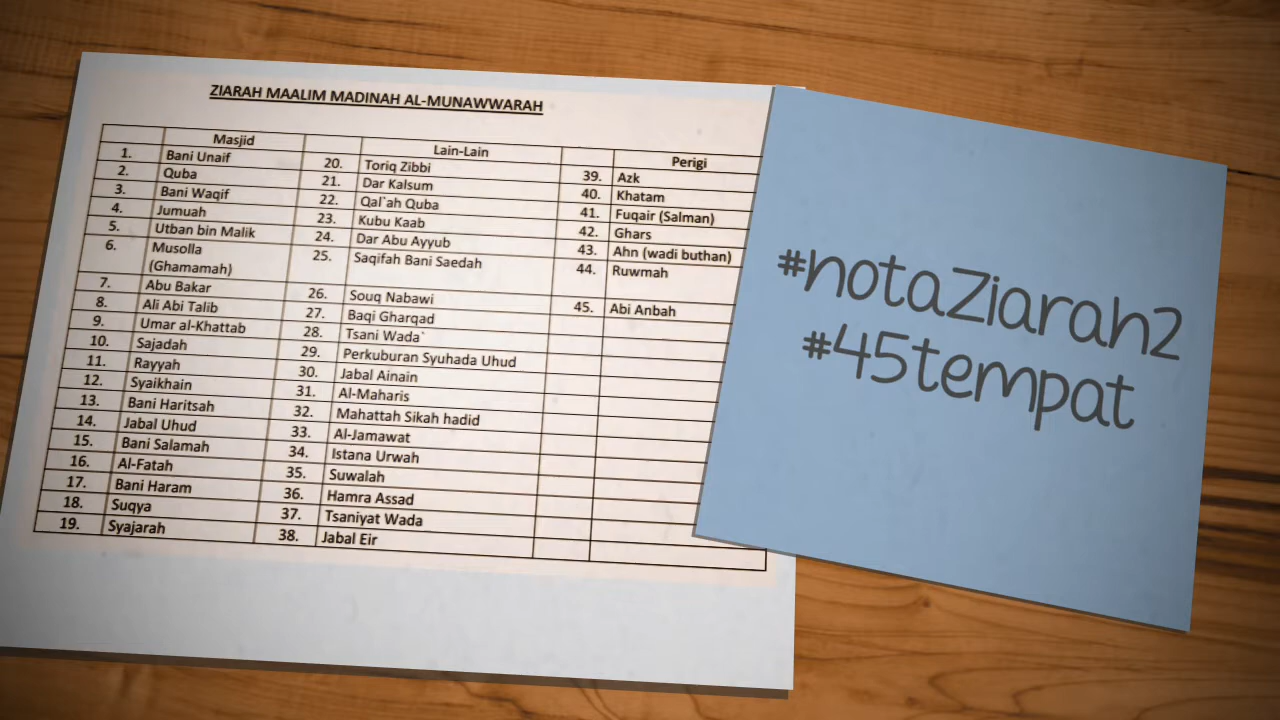 ZIARAH MAALIM MADINAH AL-MUNAWWARAH
Masjid Lain-Lain Perigi
1. Bani Unaif 20. Toriq Zibbi 39. Azk
2. Quba 21. Dar Kalsum 40. Khatam
3. Bani Waqif 22. Qal`ah Quba 41. Fuqair (Salman)
4. Jumuah 23. Kubu Kaab 42. Ghars
5. Utban bin Malik 24. Dar Abu Ayyub 43. Ahn (wadi buthan)
6. Musolla 25. Saqifah Bani Saedah 44. Ruwmah
(Ghamamah)
7. Abu Bakar 26. Souq Nabawi 45. Abi Anbah
8. Ali Abi Talib 27. Baqi Gharqad
9. Umar al-Khattab 28. Tsani Wada`
10. Sajadah 29. Perkuburan Syuhada Uhud
11. Rayyah 30. Jabal Ainain
12. Syaikhain 31. Al-Maharis
13. Bani Haritsah 32. Mahattah Sikah hadid
14. Jabal Uhud 33. Al-Jamawat
15. Bani Salamah 34. Istana Urwah
16. Al-Fatah 35. Suwalah
17. Bani Haram 36. Hamra Assad
18. Suqya 37. Tsaniyat Wada
19. Syajarah 38. Jabal Eir
#notaZiarah2
#45tempat